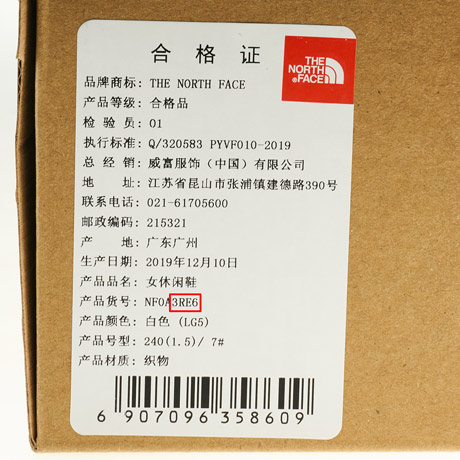 合格证
THE
NORTH
FACE
品牌商标: THE NORTH FACE
产品等级: 合格品
检验员: 01
执行标准: Q/320583 PYVF010-2019
总经销: 威富服饰（中国）有限公司
地址: 江苏省昆山市张浦镇建德路390号
联系电话: 021-61705600
邮政编码: 215321
产地: 广东广州
生产日期: 2019年12月10日
产品品名: 女休闲鞋
产品货号: NF0A3RE6
产品颜色: 白色 (LG5)
产品号型: 240(1.5)/ 7#
产品材质: 织物
6 907096 358609